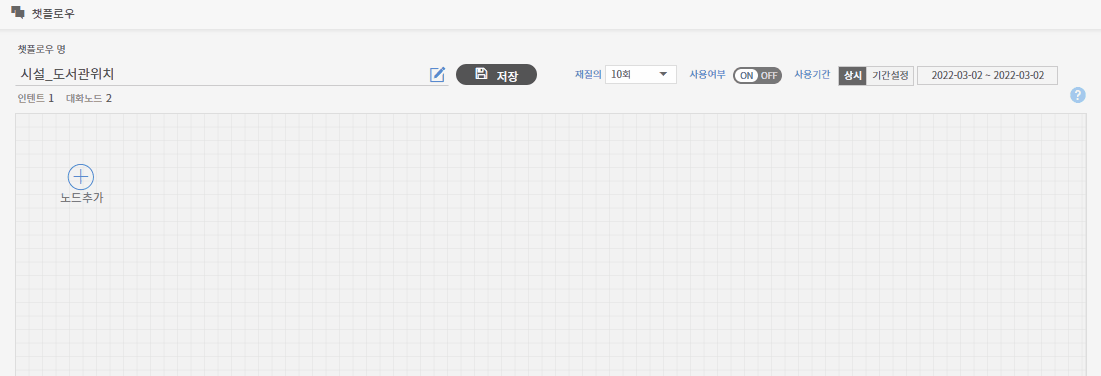 챗플로우
챗플로우 명
시설_도서관위치
저장
재질의 10회
사용여부 ON OFF
사용기간 상시 기간설정 2022-03-02 ~ 2022-03-02
인텐트 1 대화노드 2
?
노드추가